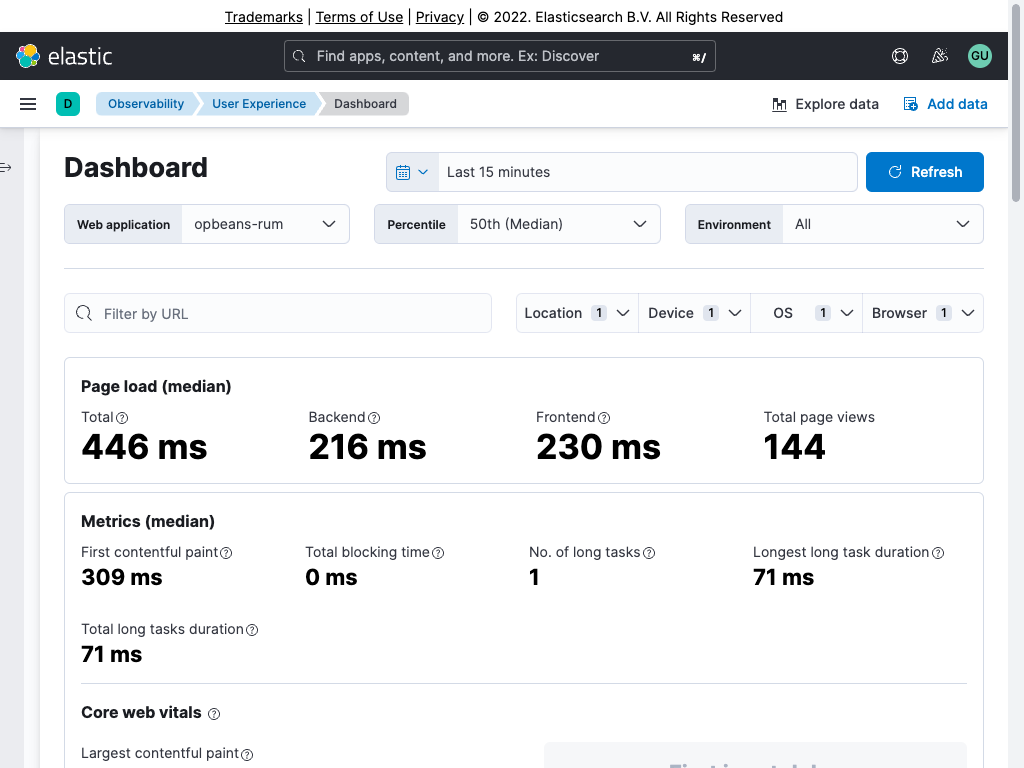 Trademarks | Terms of Use | Privacy | © 2022. Elasticsearch B.V. All Rights Reserved
elastic
Find apps, content, and more. Ex: Discover
⌘/
GU
D
Observability
User Experience
Dashboard
Explore data
Add data
Dashboard
Last 15 minutes
Refresh
Web application
opbeans-rum
Percentile
50th (Median)
Environment
All
Filter by URL
Location 1
Device 1
OS 1
Browser 1
Page load (median)
Total
Backend
Frontend
Total page views
446 ms
216 ms
230 ms
144
Metrics (median)
First contentful paint
Total blocking time
No. of long tasks
Longest long task duration
309 ms
0 ms
1
71 ms
Total long tasks duration
71 ms
Core web vitals
Largest contentful paint